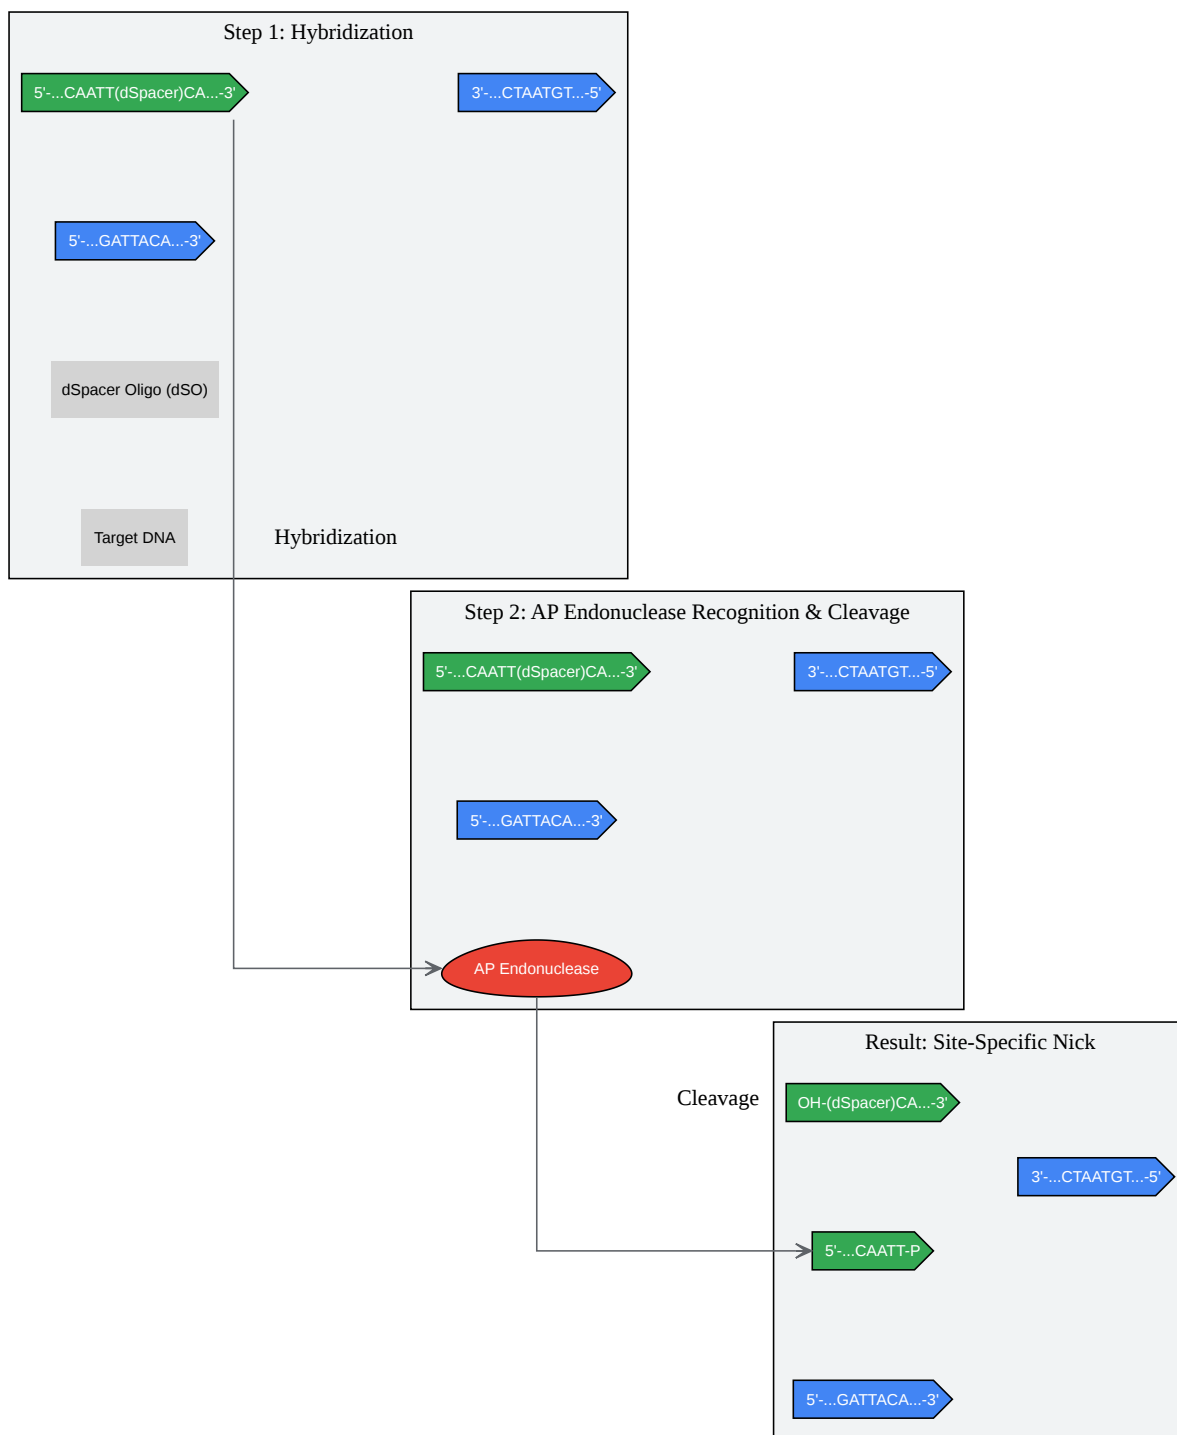 Step 1: Hybridization
5'-...CAATT(dSpacer)CA...-3'
3'-...CTAATGT...-5'
5'-...GATTACA...-3'
dSpacer Oligo (dSO)
Target DNA
Hybridization
Step 2: AP Endonuclease Recognition & Cleavage
5'-...CAATT(dSpacer)CA...-3'
3'-...CTAATGT...-5'
5'-...GATTACA...-3'
AP Endonuclease
Result: Site-Specific Nick
Cleavage
OH-(dSpacer)CA...-3'
3'-...CTAATGT...-5'
5'-...CAATT-P
5'-...GATTACA...-3'